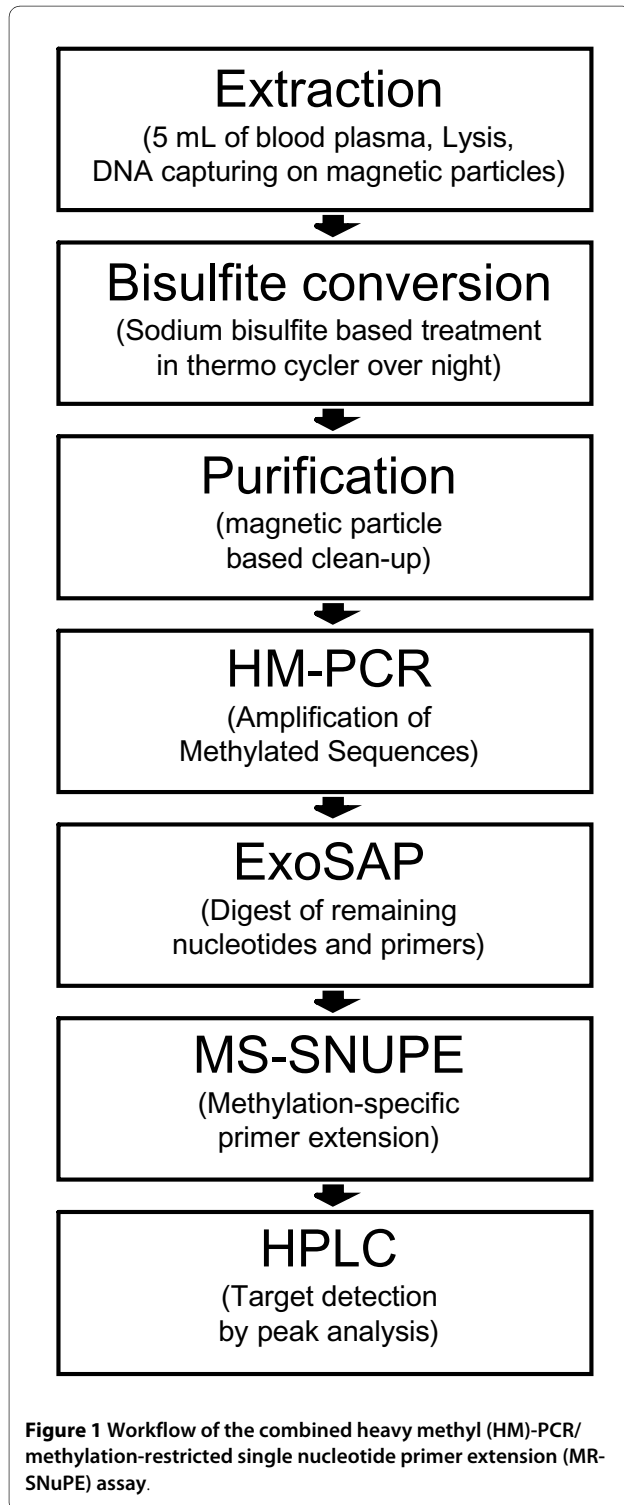 Extraction
(5 mL of blood plasma, Lysis,
DNA capturing on magnetic particles)
Bisulfite conversion
(Sodium bisulfite based treatment
in thermo cycler over night)
Purification
(magnetic particle
based clean-up)
HM-PCR
(Amplification of
Methylated Sequences)
ExoSAP
(Digest of remaining
nucleotides and primers)
MS-SNUPE
(Methylation-specific
primer extension)
HPLC
(Target detection
by peak analysis)
Figure 1 Workflow of the combined heavy methyl (HM)-PCR/
methylation-restricted single nucleotide primer extension (MR-
SNuPE) assay.